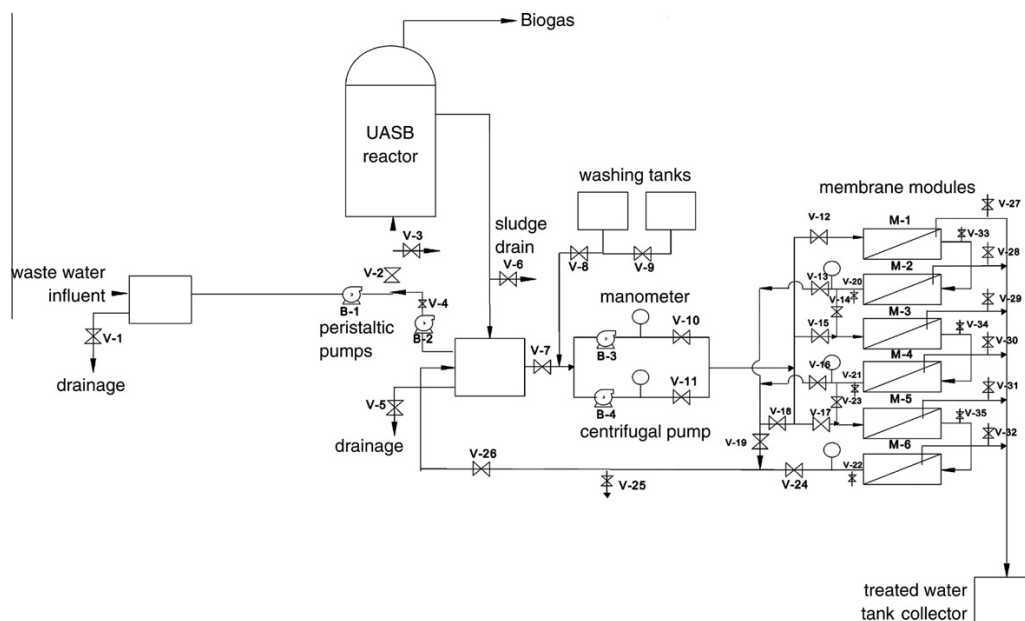 Biogas
UASB
reactor
washing tanks
membrane modules
V-27
V-12
M-1
V-33
V-3
sludge
drain
V-28
V-8
V-9
M-2
waste water
influent
V-2
V-6
V-13
V-20
V-4
manometer
V-14
V-29
B-1
peristaltic
pumps
B-2
V-10
V-15
M-3
V-34
V-1
B-3
V-30
V-7
M-4
drainage
V-16
V-21
V-11
V-31
V-5
B-4
V-23
M-5
centrifugal pump
V-18
V-17
V-35
drainage
V-19
V-32
M-6
V-26
V-24
V-22
V-25
treated water
tank collector